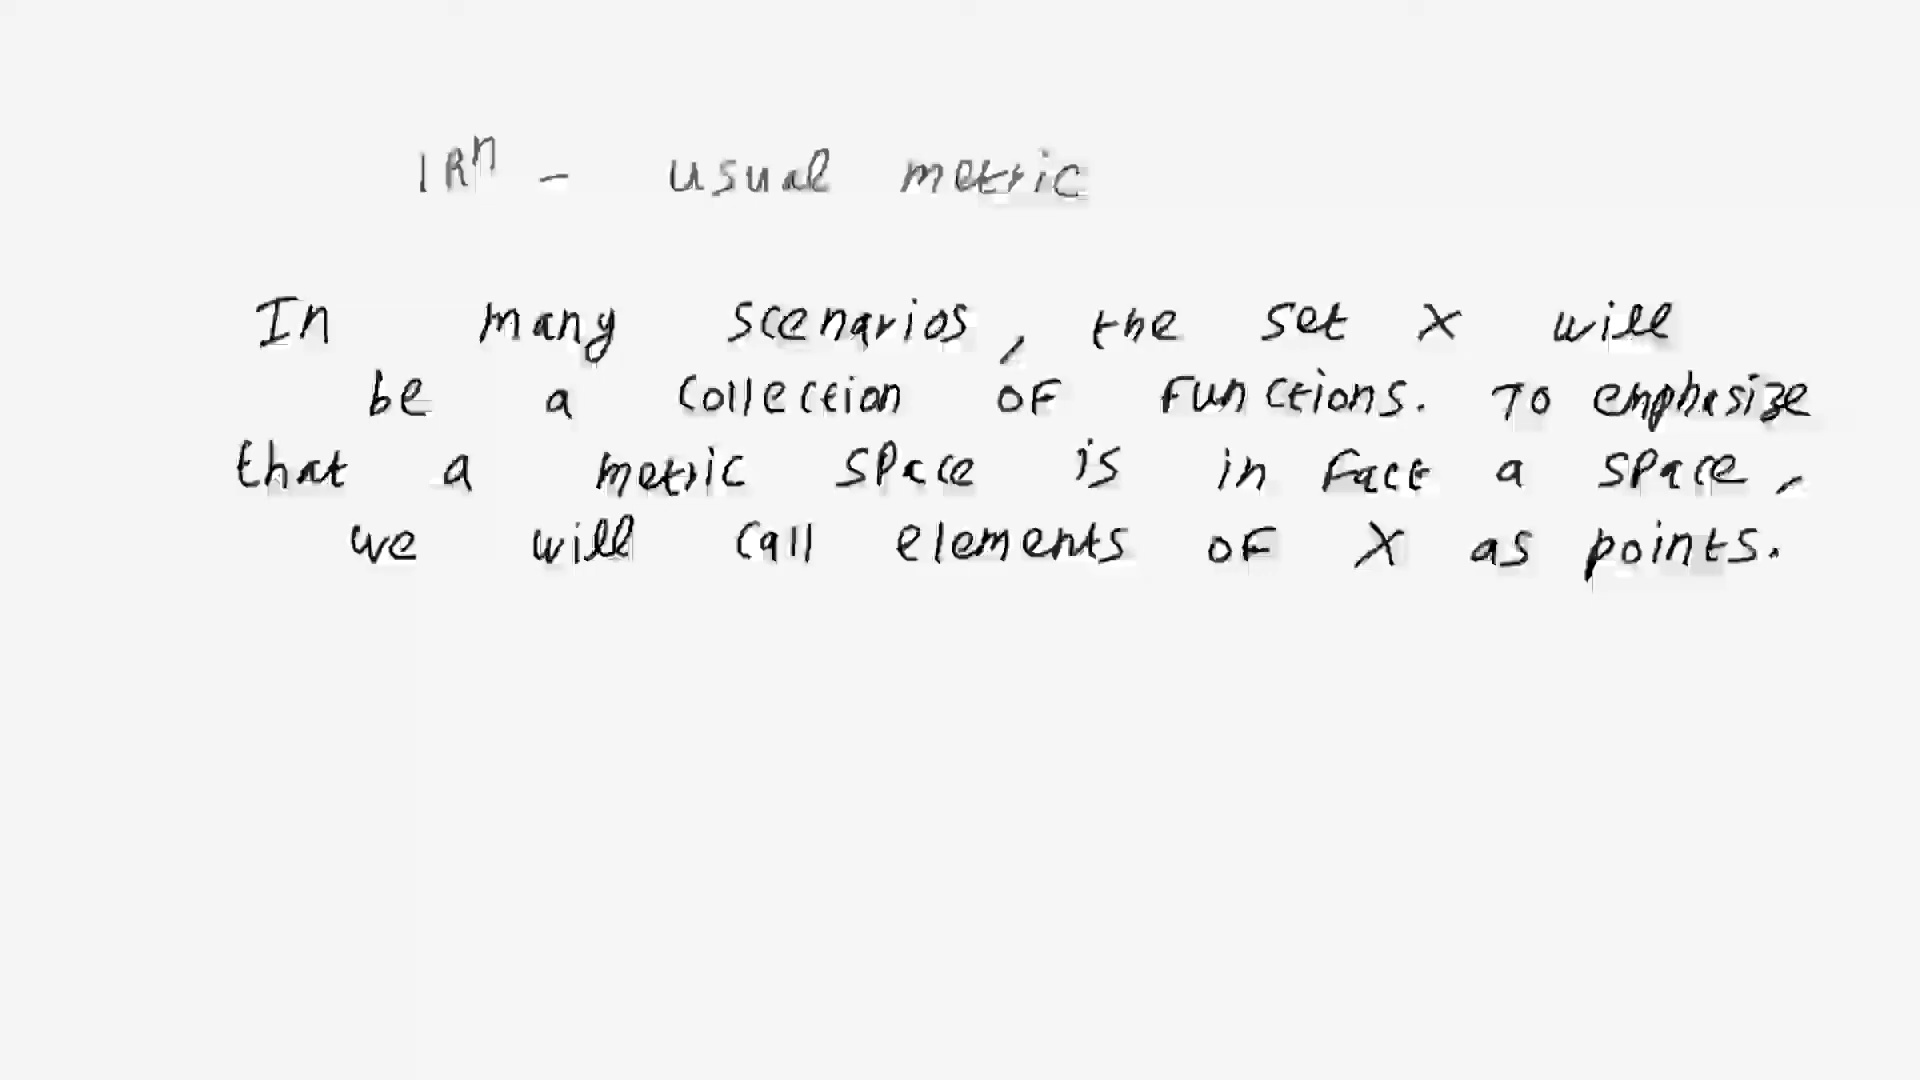 ℝⁿ - usual metric
In many scenarios, the set X will
be a collection of functions. To emphasize
that a metric space is in fact a space,
we will call elements of X as points.